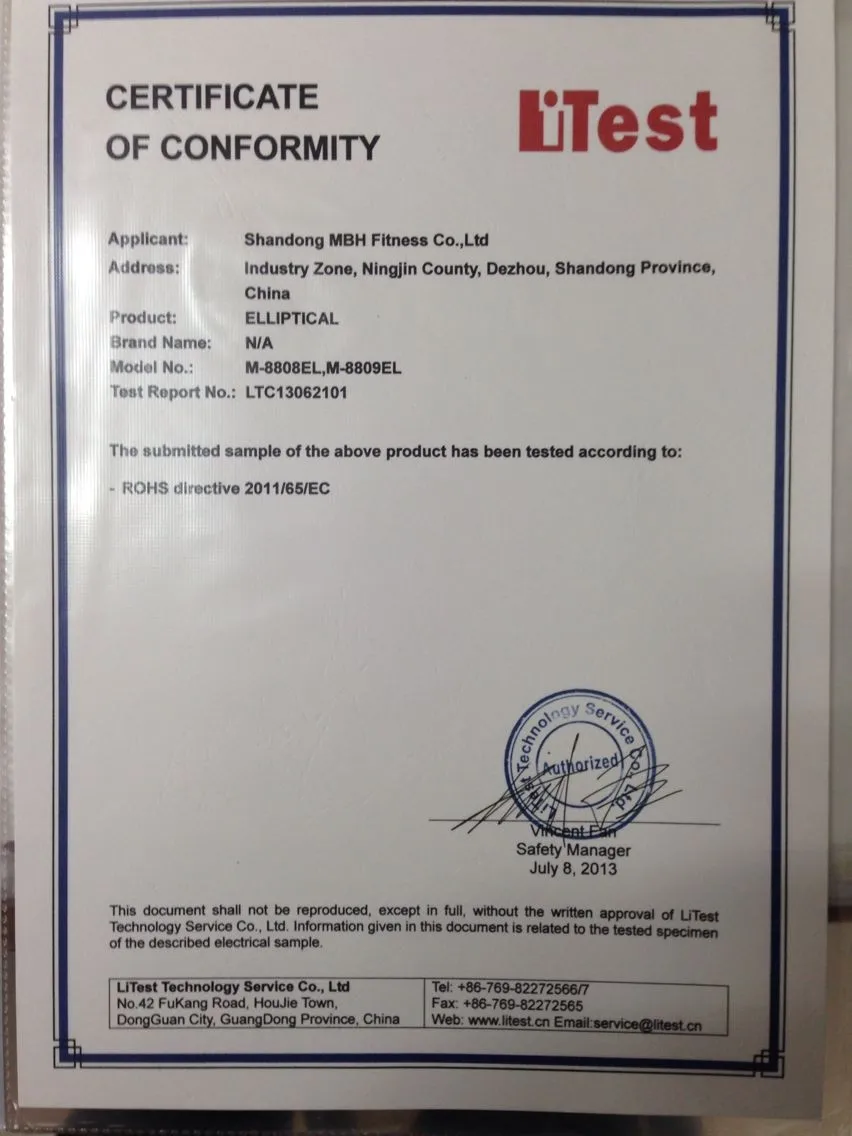 CERTIFICATE
OF CONFORMITY
LiTest
Applicant: Shandong MBH Fitness Co.,Ltd
Address: Industry Zone, Ningjin County, Dezhou, Shandong Province,
China
Product: ELLIPTICAL
Brand Name: N/A
Model No.: M-8808EL,M-8809EL
Test Report No.: LTC13062101
The submitted sample of the above product has been tested according to:
- ROHS directive 2011/65/EC
LiTest Technology Service Co., Ltd.
Authorized
Vincent Fan
Safety Manager
July 8, 2013
This document shall not be reproduced, except in full, without the written approval of LiTest
Technology Service Co., Ltd. Information given in this document is related to the tested specimen
of the described electrical sample.
LiTest Technology Service Co., Ltd
No.42 FuKang Road, HouJie Town,
DongGuan City, GuangDong Province, China
Tel: +86-769-82272566/7
Fax: +86-769-82272565
Web: www.litest.cn Email:service@litest.cn